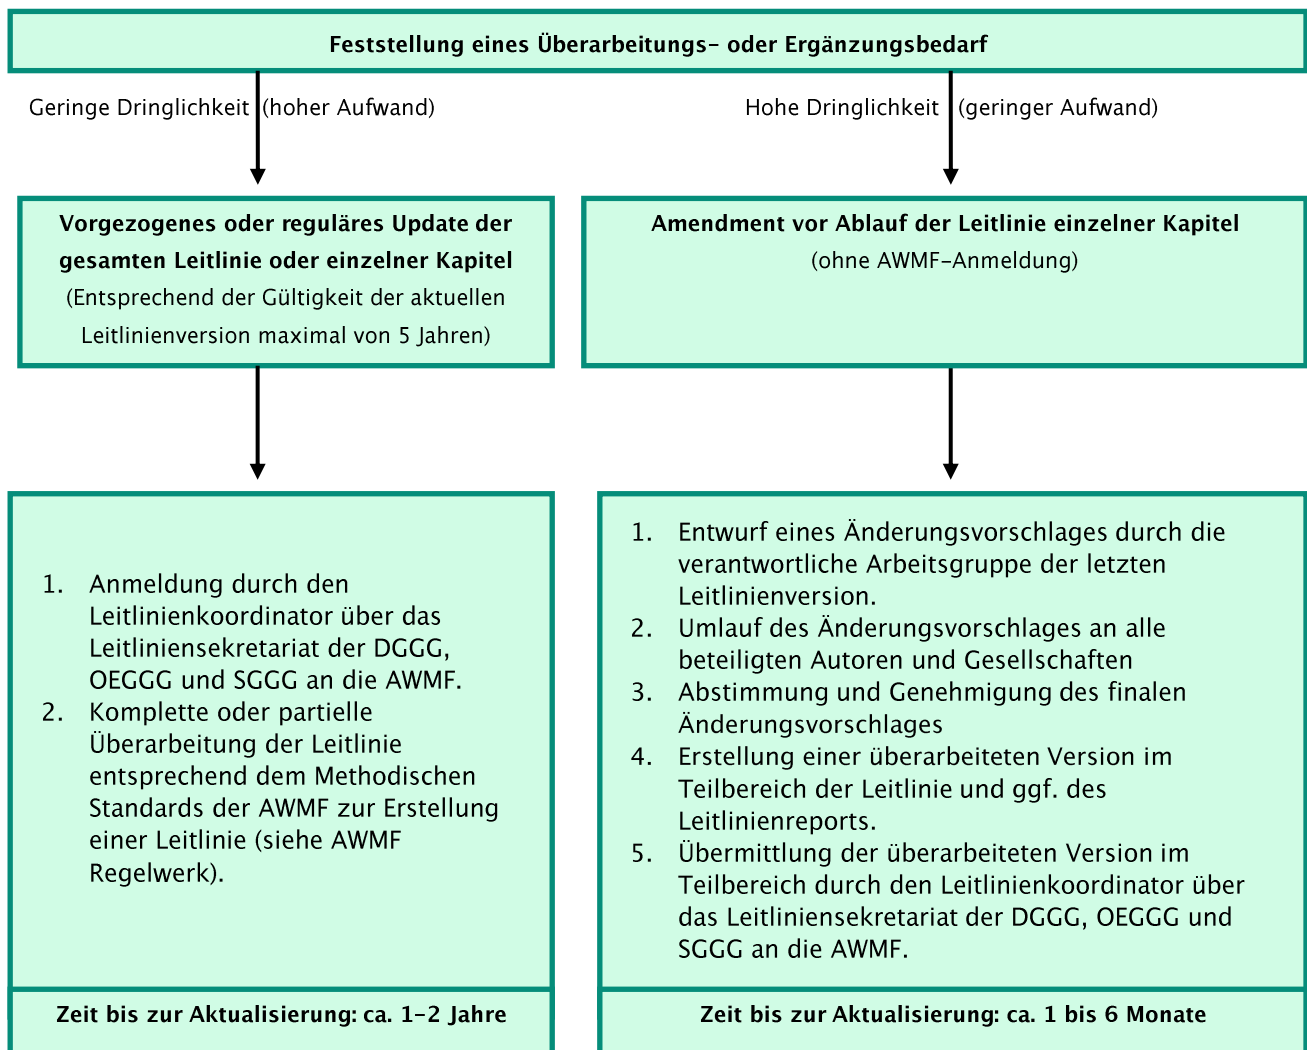 Feststellung eines Überarbeitungs- oder Ergänzungsbedarf
Geringe Dringlichkeit (hoher Aufwand)
Hohe Dringlichkeit (geringer Aufwand)
Vorgezogenes oder reguläres Update der
gesamten Leitlinie oder einzelner Kapitel
(Entsprechend der Gültigkeit der aktuellen
Leitlinienversion maximal von 5 Jahren)
Amendment vor Ablauf der Leitlinie einzelner Kapitel
(ohne AWMF-Anmeldung)
1. Anmeldung durch den
Leitlinienkoordinator über das
Leitliniensekretariat der DGGG,
OEGGG und SGGG an die AWMF.
2. Komplette oder partielle
Überarbeitung der Leitlinie
entsprechend dem Methodischen
Standards der AWMF zur Erstellung
einer Leitlinie (siehe AWMF
Regelwerk).
Zeit bis zur Aktualisierung: ca. 1-2 Jahre
1. Entwurf eines Änderungsvorschlages durch die
verantwortliche Arbeitsgruppe der letzten
Leitlinienversion.
2. Umlauf des Änderungsvorschlages an alle
beteiligten Autoren und Gesellschaften
3. Abstimmung und Genehmigung des finalen
Änderungsvorschlages
4. Erstellung einer überarbeiteten Version im
Teilbereich der Leitlinie und ggf. des
Leitlinienreports.
5. Übermittlung der überarbeiteten Version im
Teilbereich durch den Leitlinienkoordinator über
das Leitliniensekretariat der DGGG, OEGGG und
SGGG an die AWMF.
Zeit bis zur Aktualisierung: ca. 1 bis 6 Monate